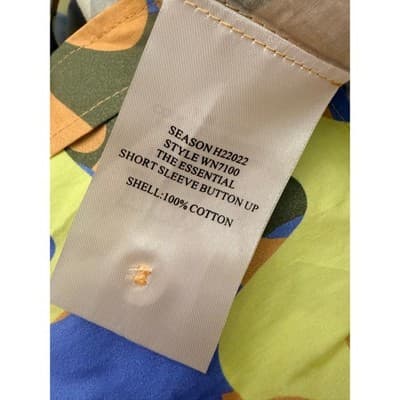 SEASON H22022
STYLE WN7100
THE ESSENTIAL
SHORT SLEEVE BUTTON UP
SHELL:100% COTTON